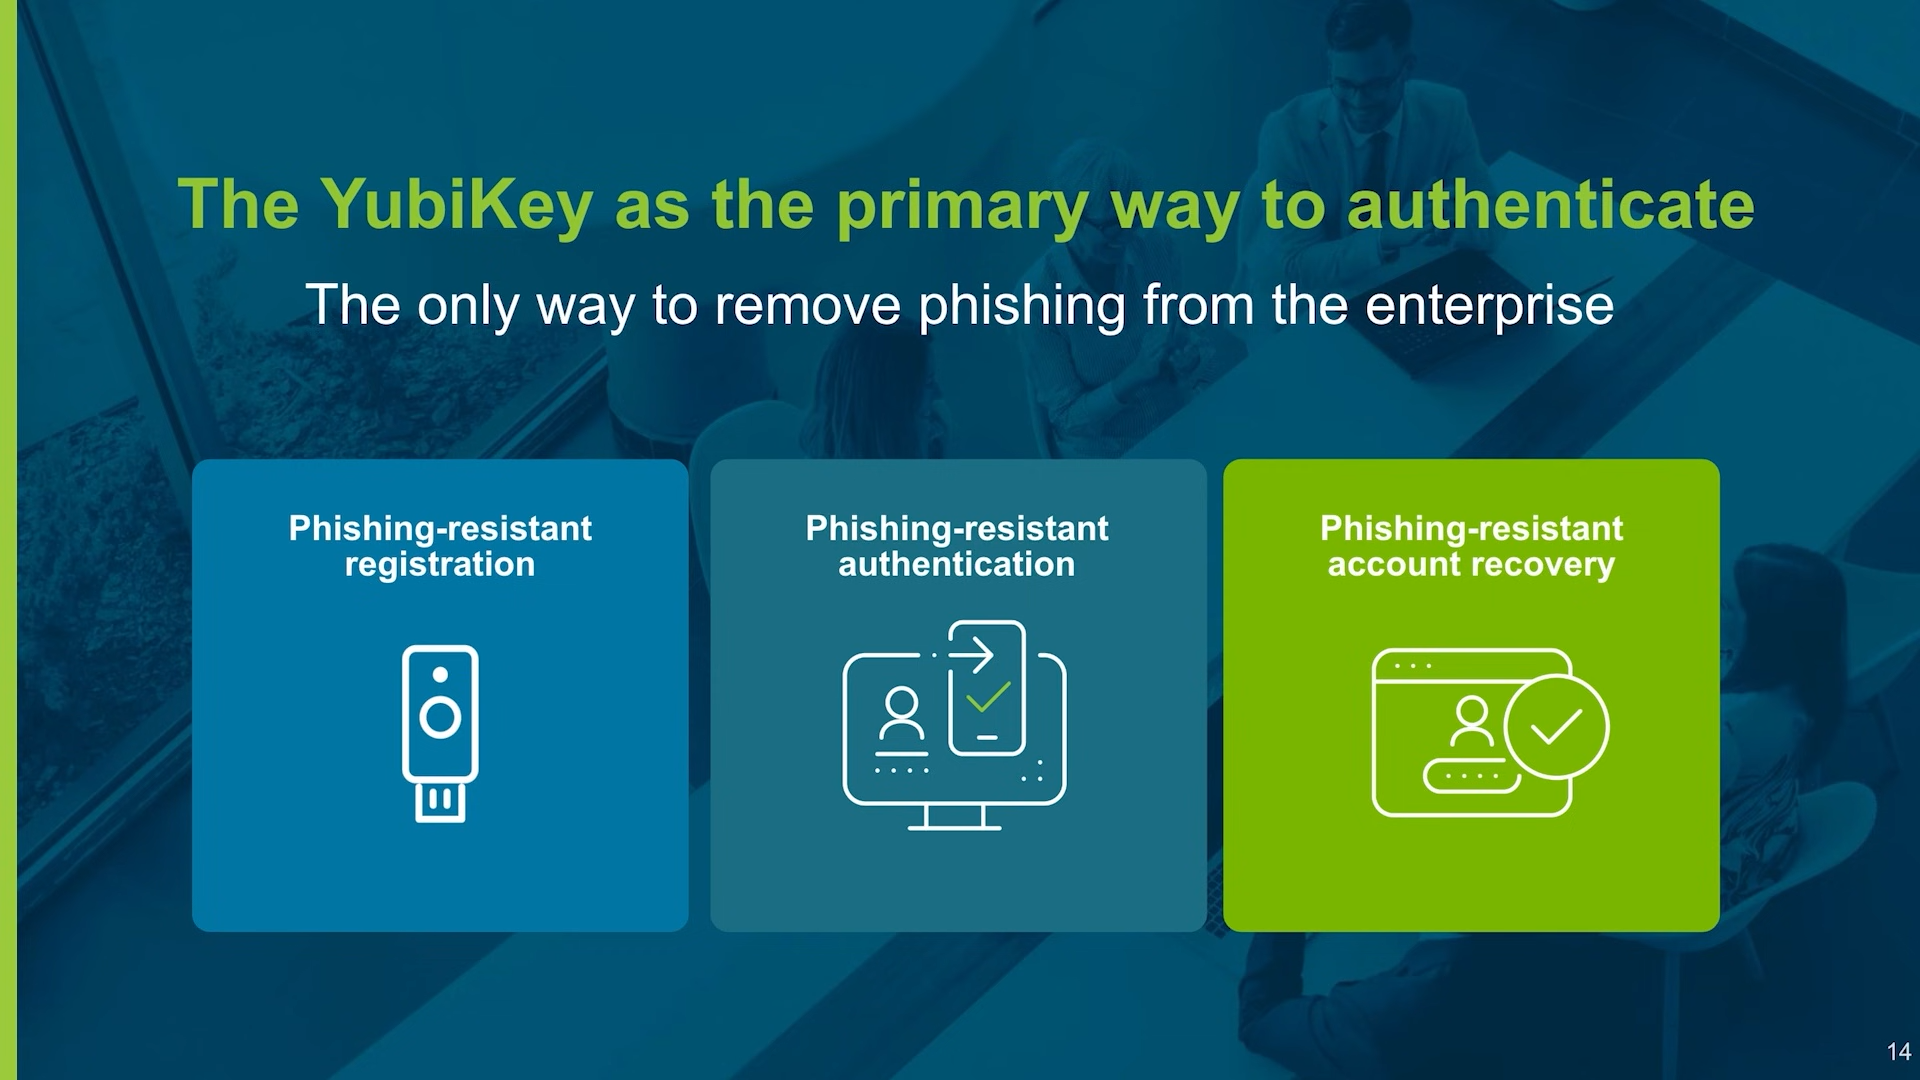 The YubiKey as the primary way to authenticate
The only way to remove phishing from the enterprise
Phishing-resistant
registration
Phishing-resistant
authentication
Phishing-resistant
account recovery
14